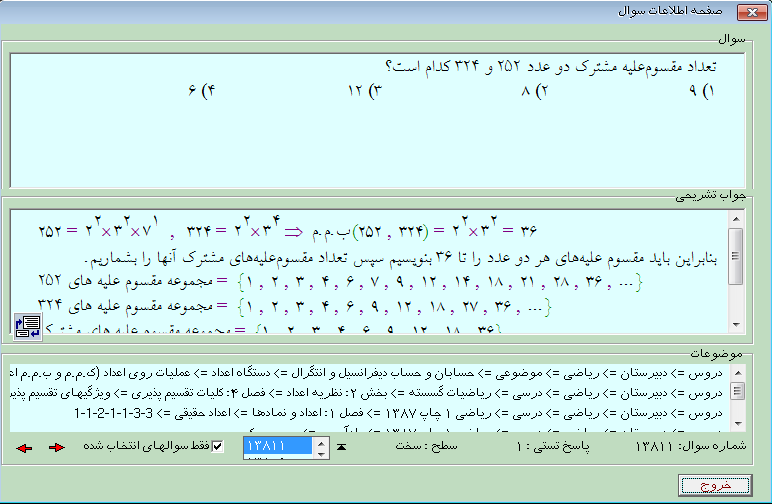 صفحه اطلاعات سوال
سوال
تعداد مقسوم‌علیه مشترک دو عدد ۲۵۲ و ۳۲۴ کدام است؟
۱) ۹ ۲) ۸ ۳) ۱۲ ۴) ۶
جواب تشریحی
۲۵۲ = ۲^۲×۳^۲×۷^۱ , ۳۲۴ = ۲^۲×۳^۴ ⇒ ب.م.م (۲۵۲ , ۳۲۴) = ۲^۲×۳^۲ = ۳۶
بنابراین باید مقسوم علیه‌های هر دو عدد را تا ۳۶ بنویسیم سپس تعداد مقسوم‌علیه‌های مشترک آنها را بشماریم.
مجموعه مقسوم علیه های ۲۵۲ = {۱ , ۲ , ۳ , ۴ , ۶ , ۷ , ۹ , ۱۲ , ۱۴ , ۱۸ , ۲۱ , ۲۸ , ۳۶ , ...}
مجموعه مقسوم علیه های ۳۲۴ = {۱ , ۲ , ۳ , ۴ , ۶ , ۹ , ۱۲ , ۱۸ , ۲۷ , ۳۶ , ...}
مجموعه مقسوم علیه های مشترک = {۱ , ۲ , ۳ , ۴ , ۶ , ۹ , ۱۲ , ۱۸ , ۳۶}
موضوعات
دروس => دبیرستان => ریاضی => موضوعی => حسابان و حساب دیفرانسیل و انتگرال => دستگاه اعداد => عملیات روی اعداد (ک.م.م و ب.م.م
دروس => دبیرستان => ریاضی => درسی => ریاضیات گسسته => بخش ۲: نظریه اعداد => فصل ۴: کلیات تقسیم پذیری => ویژگیهای تقسیم
دروس => دبیرستان => ریاضی => درسی => ریاضی ۱ چاپ ۱۳۸۷ => فصل ۱: اعداد و نمادها => اعداد حقیقی => 1-1-2-1-1-3-3
شماره سوال: ۱۳۸۱۱ پاسخ تستی : ۱ سطح : سخت ۱۳۸۱۱ فقط سوالهای انتخاب شده
خروج